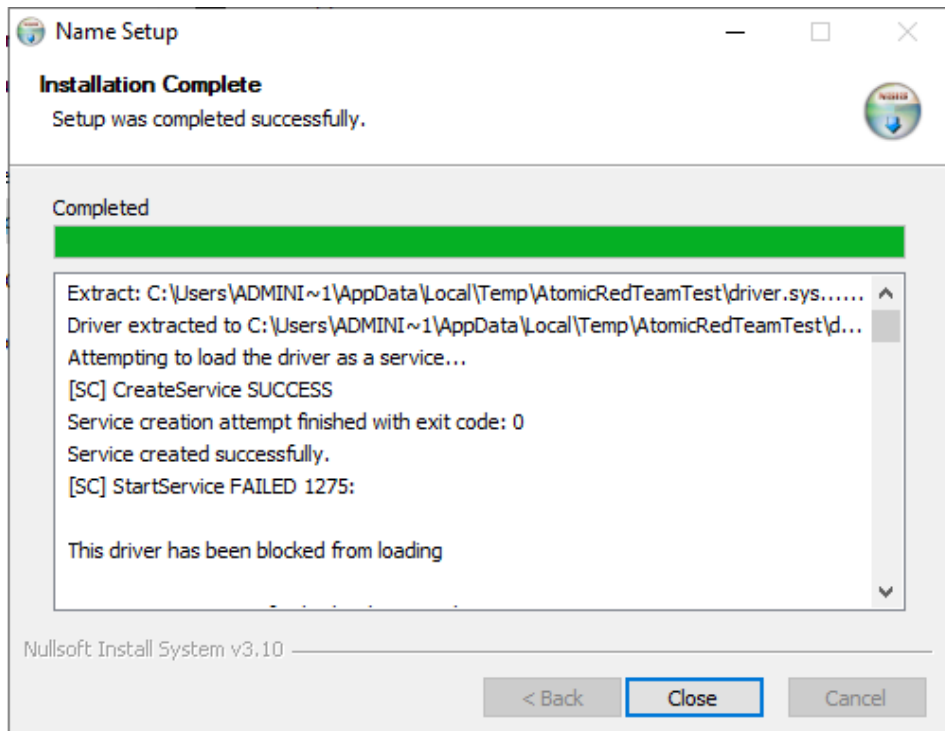 Name Setup
Installation Complete
Setup was completed successfully.
Completed
Extract: C:\Users\ADMINI~1\AppData\Local\Temp\AtomicRedTeamTest\driver.sys......
Driver extracted to C:\Users\ADMINI~1\AppData\Local\Temp\AtomicRedTeamTest\d...
Attempting to load the driver as a service...
[SC] CreateService SUCCESS
Service creation attempt finished with exit code: 0
Service created successfully.
[SC] StartService FAILED 1275:
This driver has been blocked from loading
Nullsoft Install System v3.10
< Back
Close
Cancel